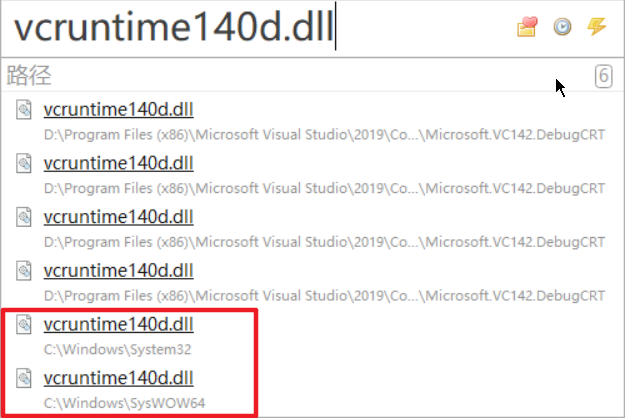 vcruntime140d.dll
路径 6
vcruntime140d.dll
D:\Program Files (x86)\Microsoft Visual Studio\2019\Co...\Microsoft.VC142.DebugCRT
vcruntime140d.dll
D:\Program Files (x86)\Microsoft Visual Studio\2019\Co...\Microsoft.VC142.DebugCRT
vcruntime140d.dll
D:\Program Files (x86)\Microsoft Visual Studio\2019\Co...\Microsoft.VC142.DebugCRT
vcruntime140d.dll
D:\Program Files (x86)\Microsoft Visual Studio\2019\Co...\Microsoft.VC142.DebugCRT
vcruntime140d.dll
C:\Windows\System32
vcruntime140d.dll
C:\Windows\SysWOW64